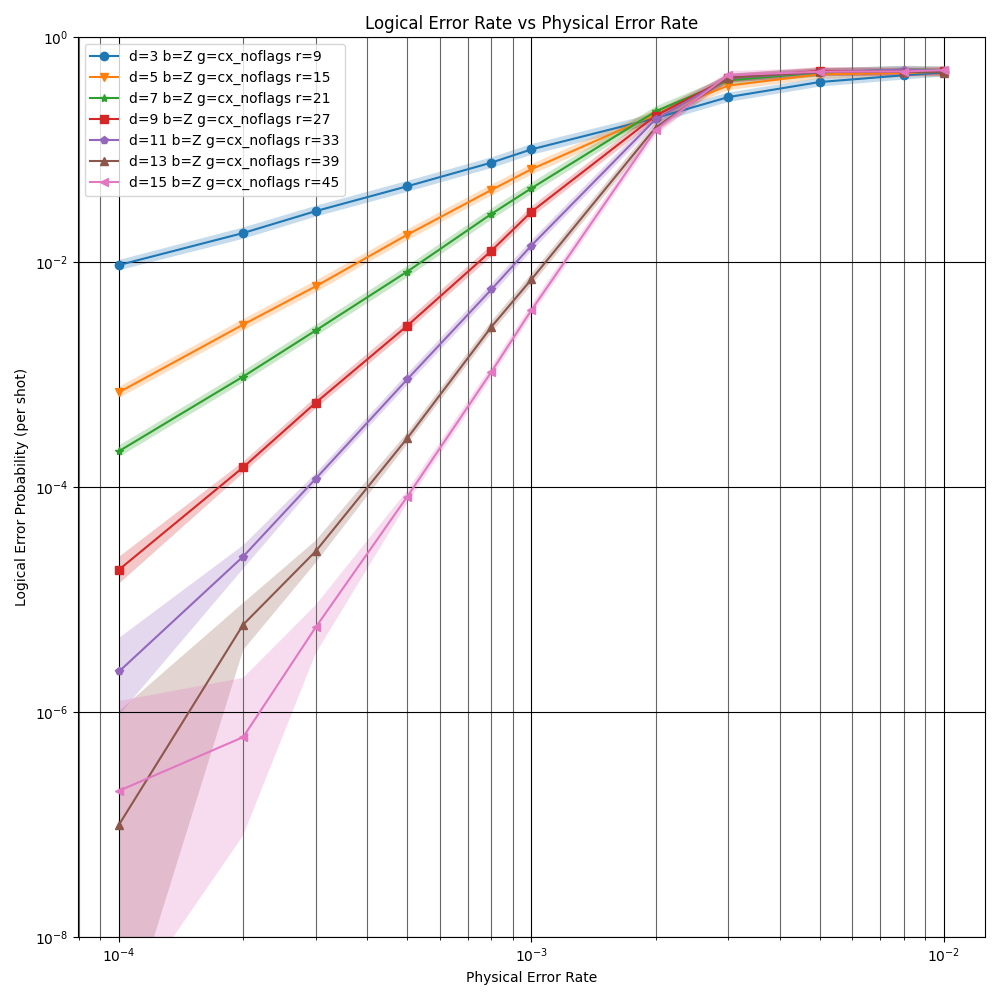 Logical Error Rate vs Physical Error Rate
10^0
d=3 b=Z g=cx_noflags r=9
d=5 b=Z g=cx_noflags r=15
d=7 b=Z g=cx_noflags r=21
d=9 b=Z g=cx_noflags r=27
d=11 b=Z g=cx_noflags r=33
d=13 b=Z g=cx_noflags r=39
d=15 b=Z g=cx_noflags r=45
10^−2
10^−4
Logical Error Probability (per shot)
10^−6
10^−8
10^−4
10^−3
10^−2
Physical Error Rate